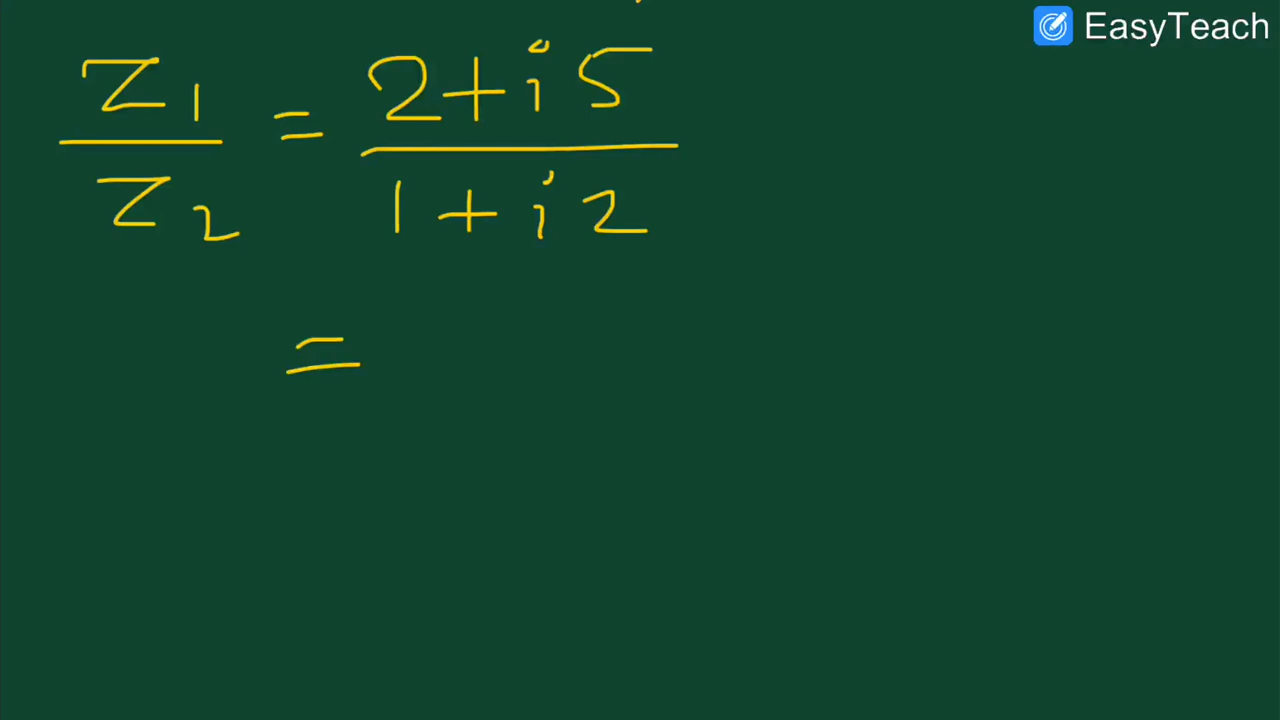 EasyTeach
Z1 / Z2 = 2+i5 / 1+i2
=